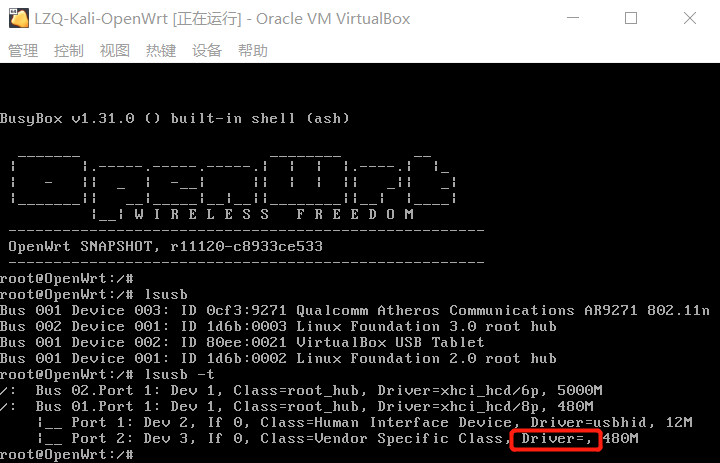 LZQ-Kali-OpenWrt [正在运行] - Oracle VM VirtualBox
管理 控制 视图 热键 设备 帮助
BusyBox v1.31.0 () built-in shell (ash)
OpenWrt
W I R E L E S S   F R E E D O M
-----------------------------------------------------
OpenWrt SNAPSHOT, r11120-c8933ce533
-----------------------------------------------------
root@OpenWrt:/#
root@OpenWrt:/# lsusb
Bus 001 Device 003: ID 0cf3:9271 Qualcomm Atheros Communications AR9271 802.11n
Bus 002 Device 001: ID 1d6b:0003 Linux Foundation 3.0 root hub
Bus 001 Device 002: ID 80ee:0021 VirtualBox USB Tablet
Bus 001 Device 001: ID 1d6b:0002 Linux Foundation 2.0 root hub
root@OpenWrt:/# lsusb -t
/:  Bus 02.Port 1: Dev 1, Class=root_hub, Driver=xhci_hcd/6p, 5000M
/:  Bus 01.Port 1: Dev 1, Class=root_hub, Driver=xhci_hcd/8p, 480M
    |__ Port 1: Dev 2, If 0, Class=Human Interface Device, Driver=usbhid, 12M
    |__ Port 2: Dev 3, If 0, Class=Vendor Specific Class, Driver=, 480M
root@OpenWrt:/#